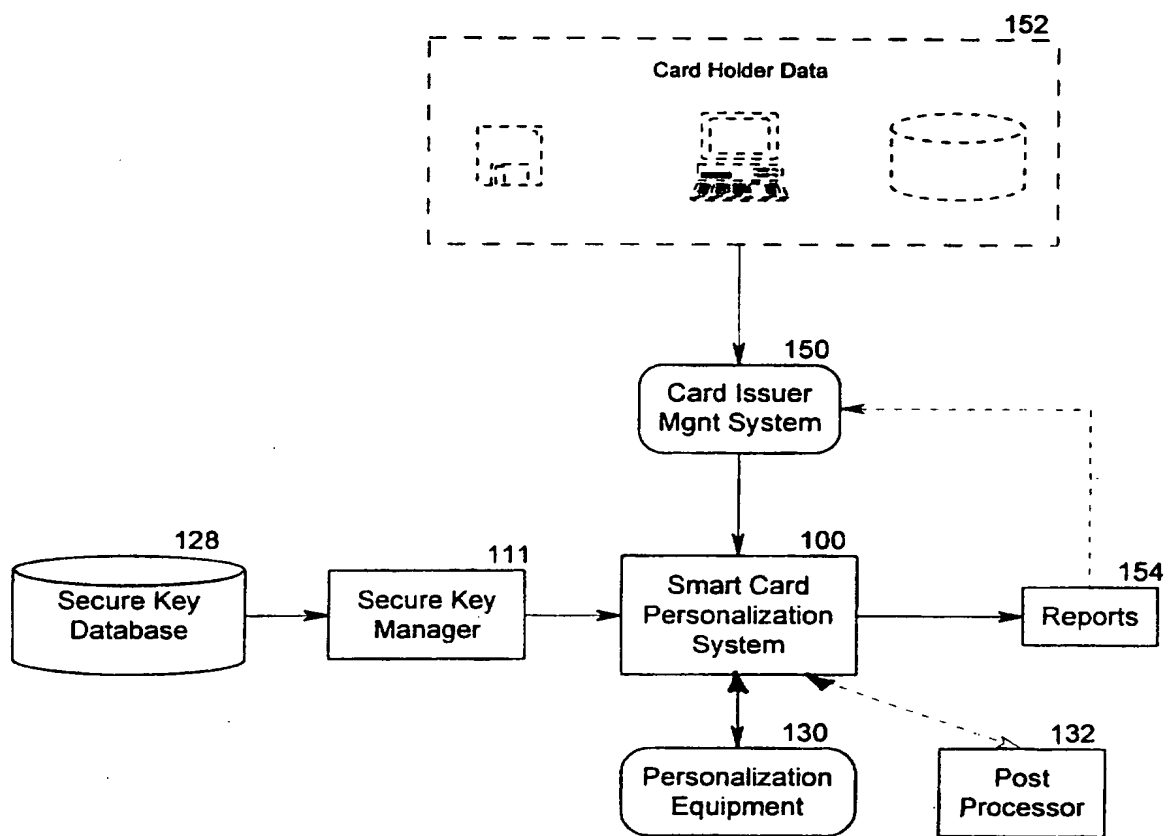 152
Card Holder Data
150
Card Issuer
Mgnt System
128
Secure Key
Database
111
Secure Key
Manager
100
Smart Card
Personalization
System
154
Reports
130
Personalization
Equipment
132
Post
Processor